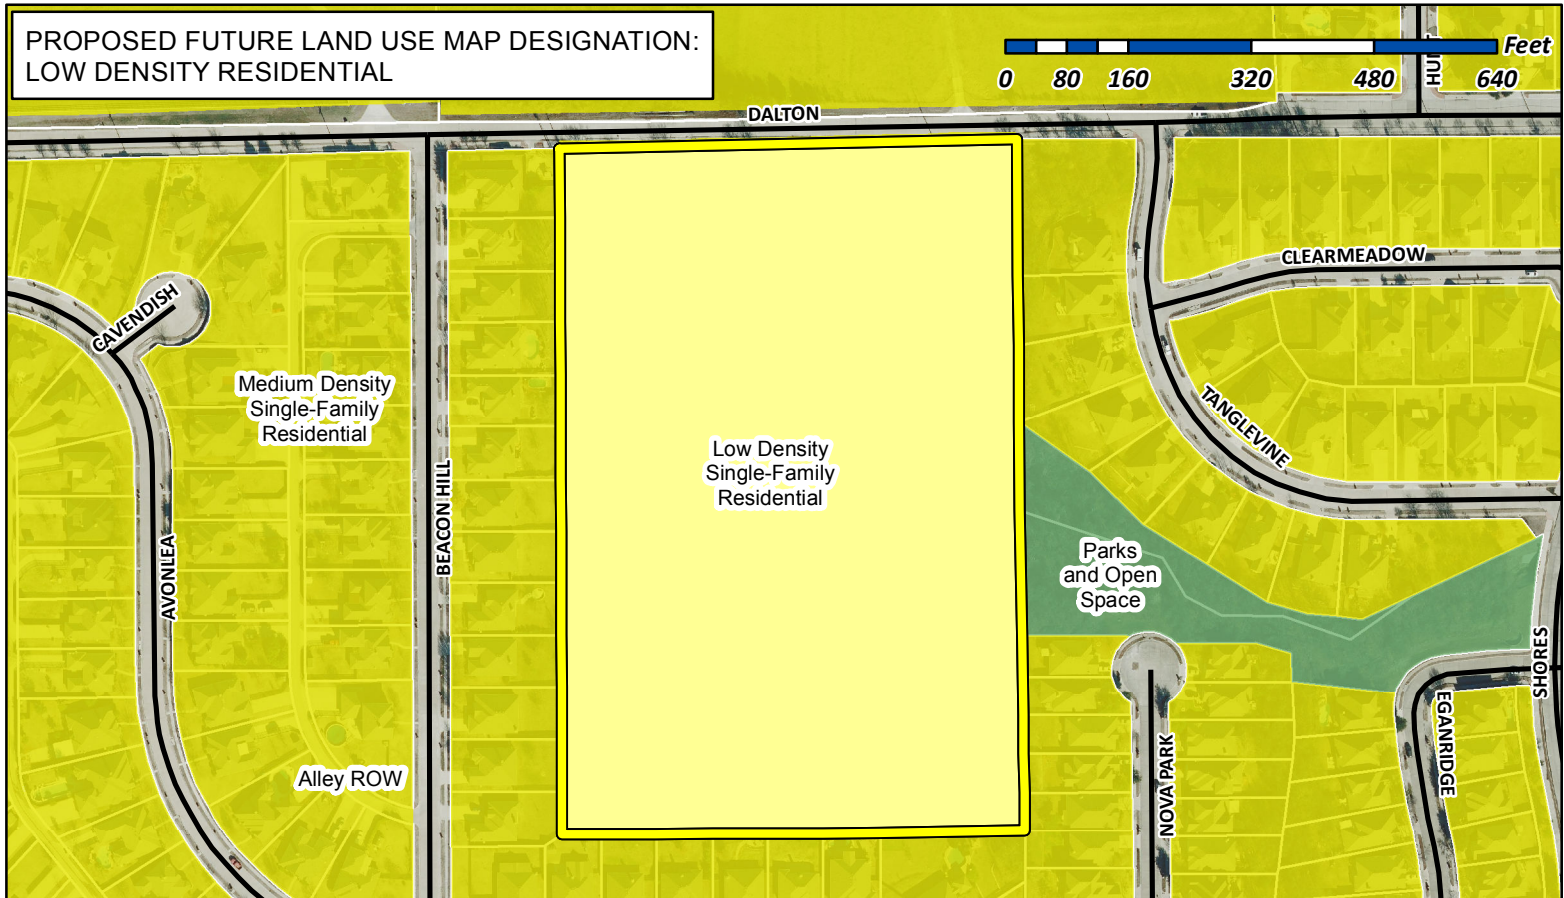 PROPOSED FUTURE LAND USE MAP DESIGNATION:
LOW DENSITY RESIDENTIAL
Feet
0 80 160 320 480 640
DALTON
CLEARMEADOW
CAVENDISH
Medium Density
Single-Family
Residential
TANGLEVINE
Low Density
Single-Family
Residential
BEACON HILL
AVONLEA
Parks
and Open
Space
SHORES
EGANRIDGE
NOVA PARK
Alley ROW